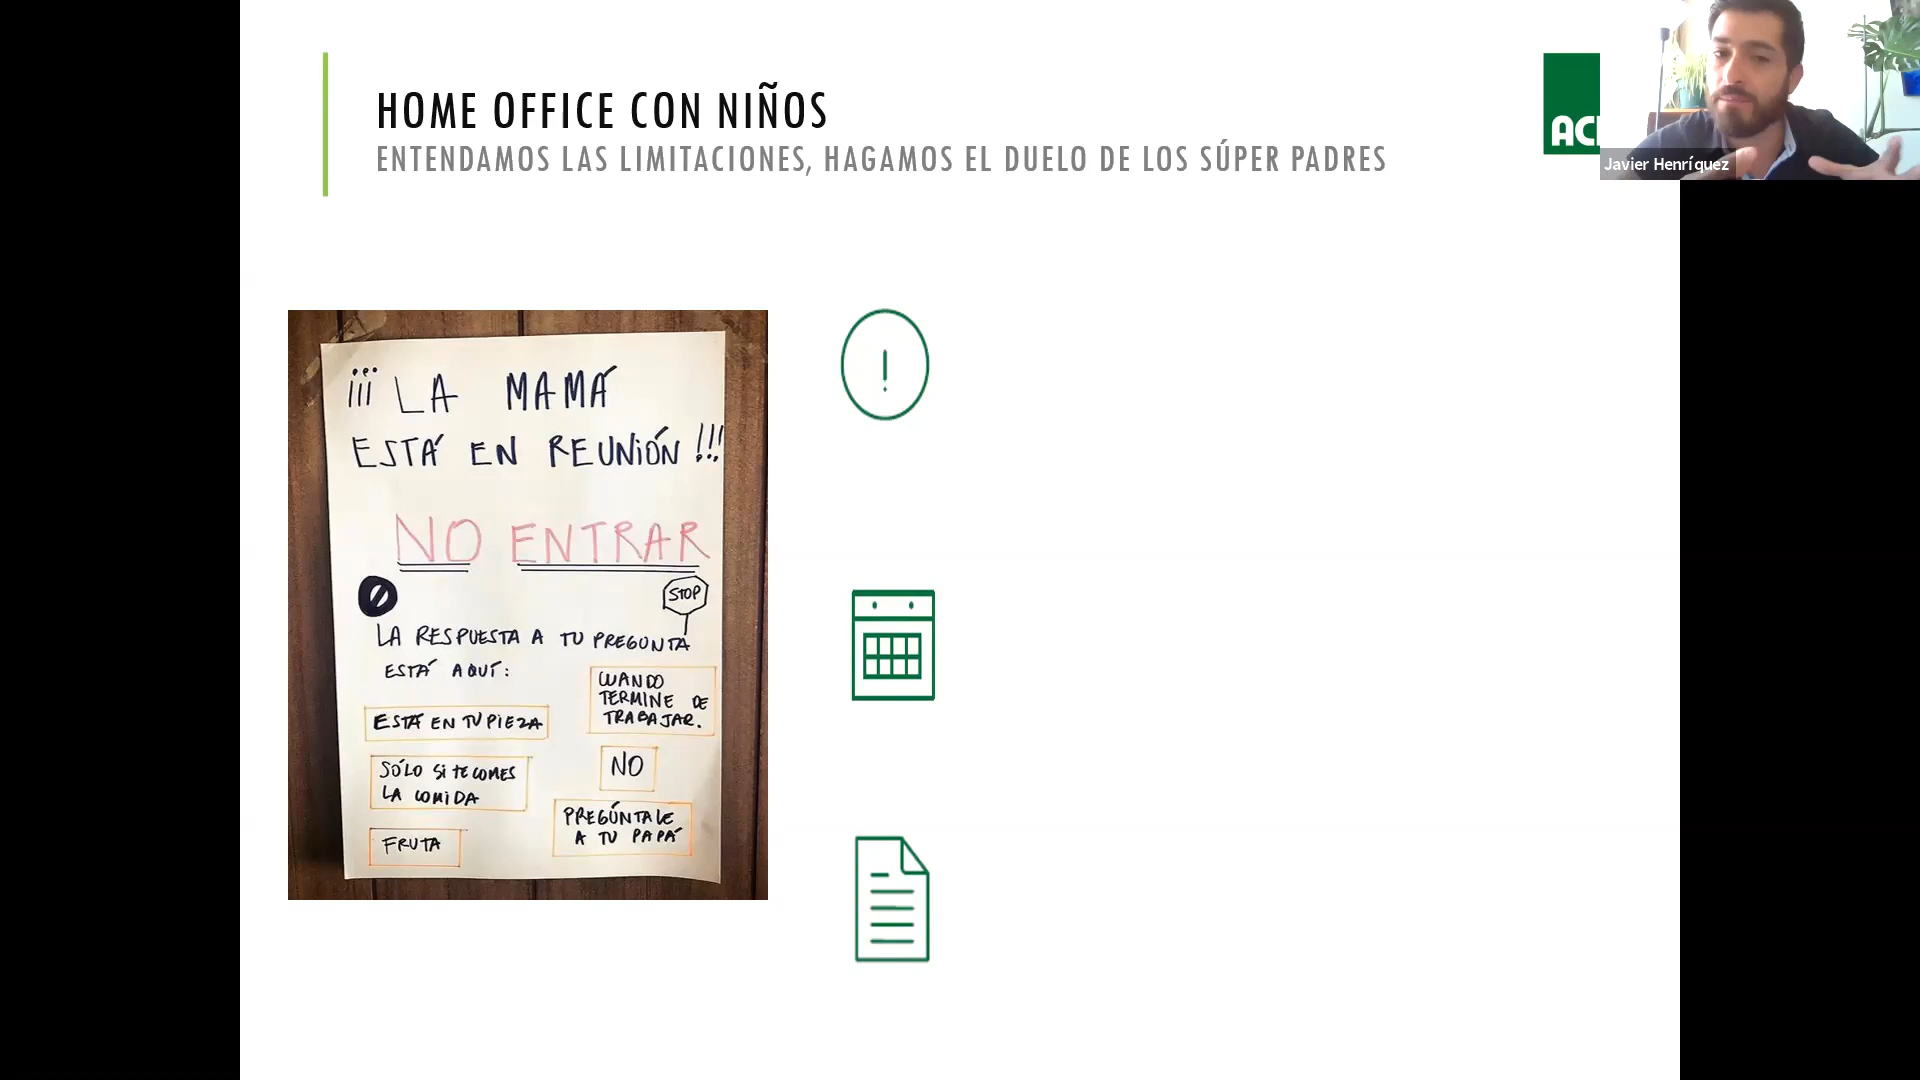 HOME OFFICE CON NIÑOS
ENTENDAMOS LAS LIMITACIONES, HAGAMOS EL DUELO DE LOS SÚPER PADRES
AC
Javier Henríquez
¡¡¡ LA MAMÁ
ESTÁ EN REUNIÓN !!!
NO ENTRAR
STOP
LA RESPUESTA A TU PREGUNTA
ESTÁ AQUÍ:
ESTÁ EN TU PIEZA
SÓLO SI TE COMES
LA COMIDA
FRUTA
CUANDO
TERMINE DE
TRABAJAR.
NO
PREGÚNTALE
A TU PAPÁ
!